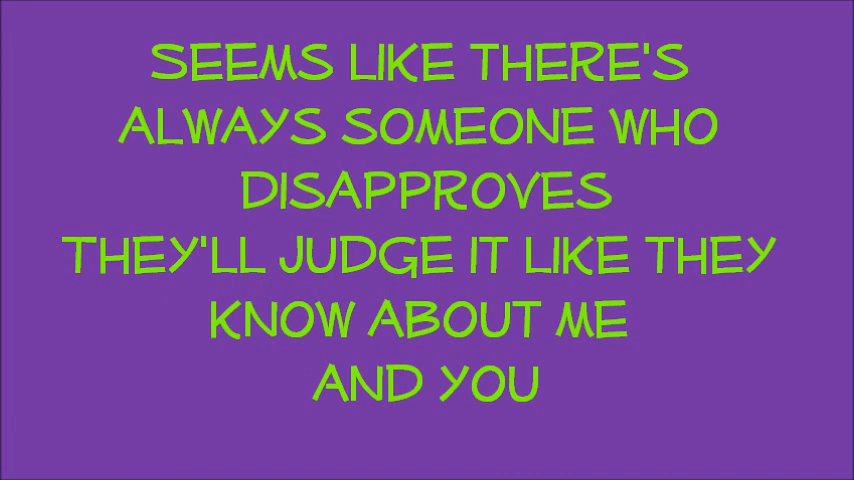 SEEMS LIKE THERE'S
ALWAYS SOMEONE WHO
DISAPPROVES
THEY'LL JUDGE IT LIKE THEY
KNOW ABOUT ME
AND YOU